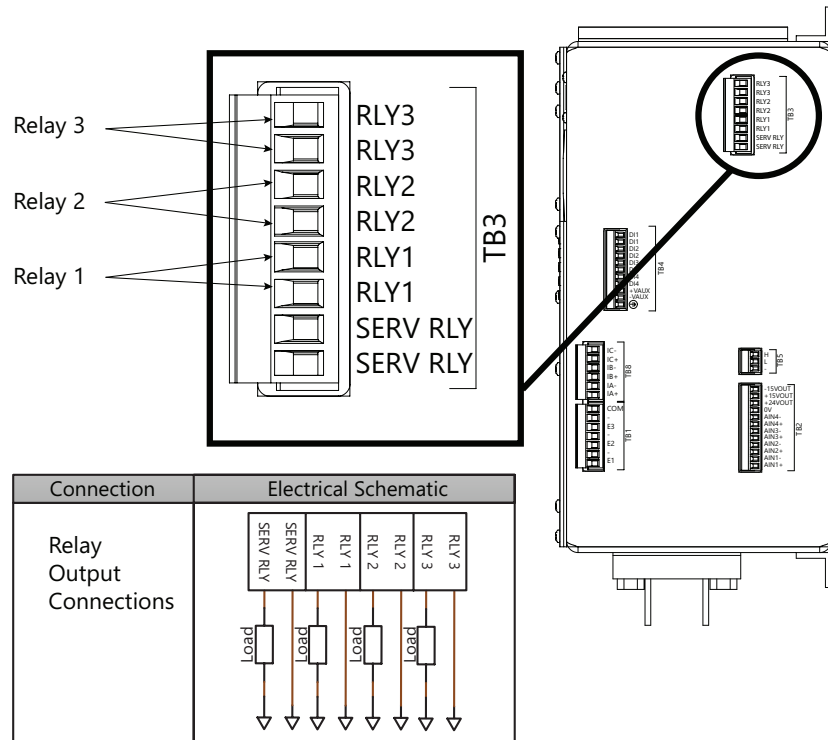 Relay 3
Relay 2
Relay 1
RLY3
RLY3
RLY2
RLY2
RLY1
RLY1
SERV RLY
SERV RLY
TB3
RLY3
RLY3
RLY2
RLY2
RLY1
RLY1
SERV RLY
SERV RLY
TB3
DI1
DI1
DI2
DI2
DI3
DI4
+VAUX
-VAUX
TB4
IC-
IC+
IB-
IB+
IA-
IA+
TB8
COM
-
E3
-
E2
-
E1
TB1
H
L
-
TB5
-15VOUT
+15VOUT
+24VOUT
0V
AIN4-
AIN4+
AIN3-
AIN3+
AIN2-
AIN2+
AIN1-
AIN1+
TB2
Connection
Electrical Schematic
Relay
Output
Connections
SERV RLY
SERV RLY
RLY 1
RLY 1
RLY 2
RLY 2
RLY 3
RLY 3
Load
Load
Load
Load